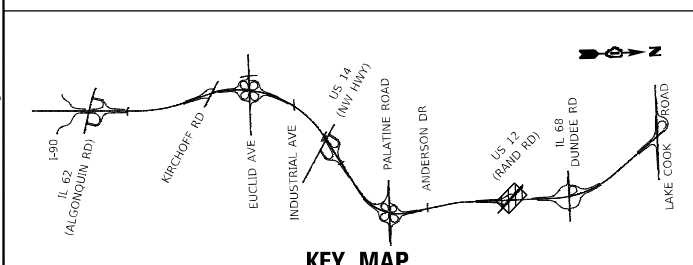 I-90
IL 62
(ALGONQUIN RD)
KIRCHOFF RD
EUCLID AVE
INDUSTRIAL AVE
US 14
(NW HWY)
PALATINE ROAD
ANDERSON DR
US 12
(RAND RD)
IL 68
DUNDEE RD
LAKE COOK ROAD
N
KEY MAP